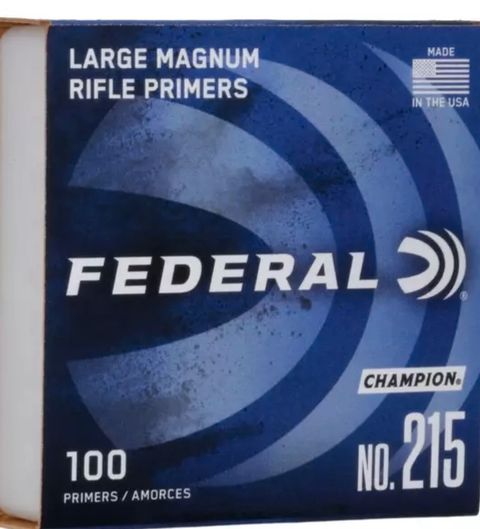 LARGE MAGNUM
RIFLE PRIMERS
MADE
IN THE USA
FEDERAL
®
CHAMPION®
NO. 215
100
PRIMERS / AMORCES